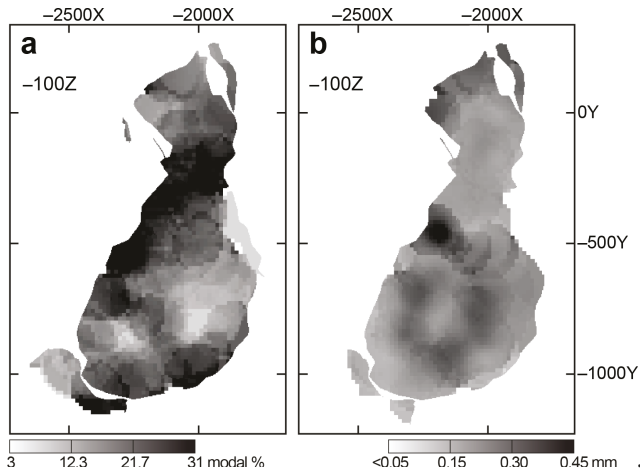 –2500X –2000X –2500X –2000X
a b
–100Z –100Z
0Y
–500Y
–1000Y
3 12.3 21.7 31 modal % <0.05 0.15 0.30 0.45 mm